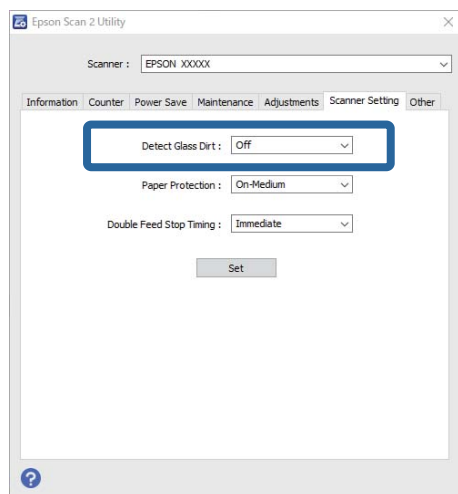 Epson Scan 2 Utility
Scanner : EPSON XXXXX
Information Counter Power Save Maintenance Adjustments Scanner Setting Other
Detect Glass Dirt : Off
Paper Protection : On-Medium
Double Feed Stop Timing : Immediate
Set
?